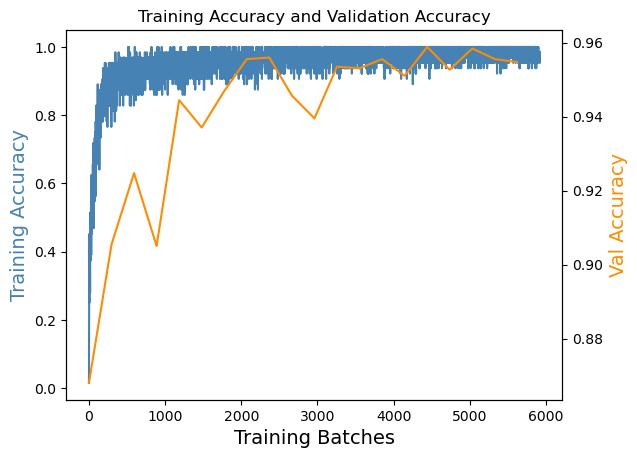 Training Accuracy and Validation Accuracy
1.0
0.8
0.6
0.4
0.2
0.0
Training Accuracy
0.96
0.94
0.92
0.90
0.88
Val Accuracy
0 1000 2000 3000 4000 5000 6000
Training Batches